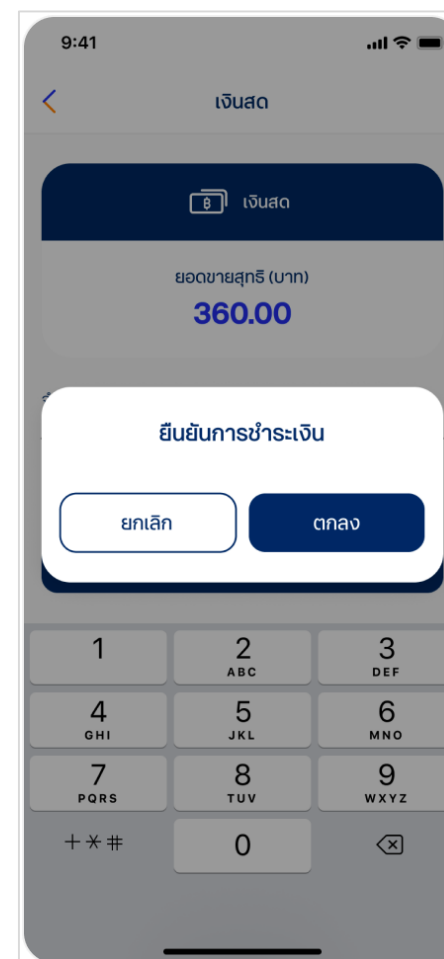 9:41
เงินสด
เงินสด
ยอดขายสุทธิ (บาท)
360.00
ยืนยันการชำระเงิน
ยกเลิก
ตกลง
1
2
ABC
3
DEF
4
GHI
5
JKL
6
MNO
7
PQRS
8
TUV
9
WXYZ
+*#
0